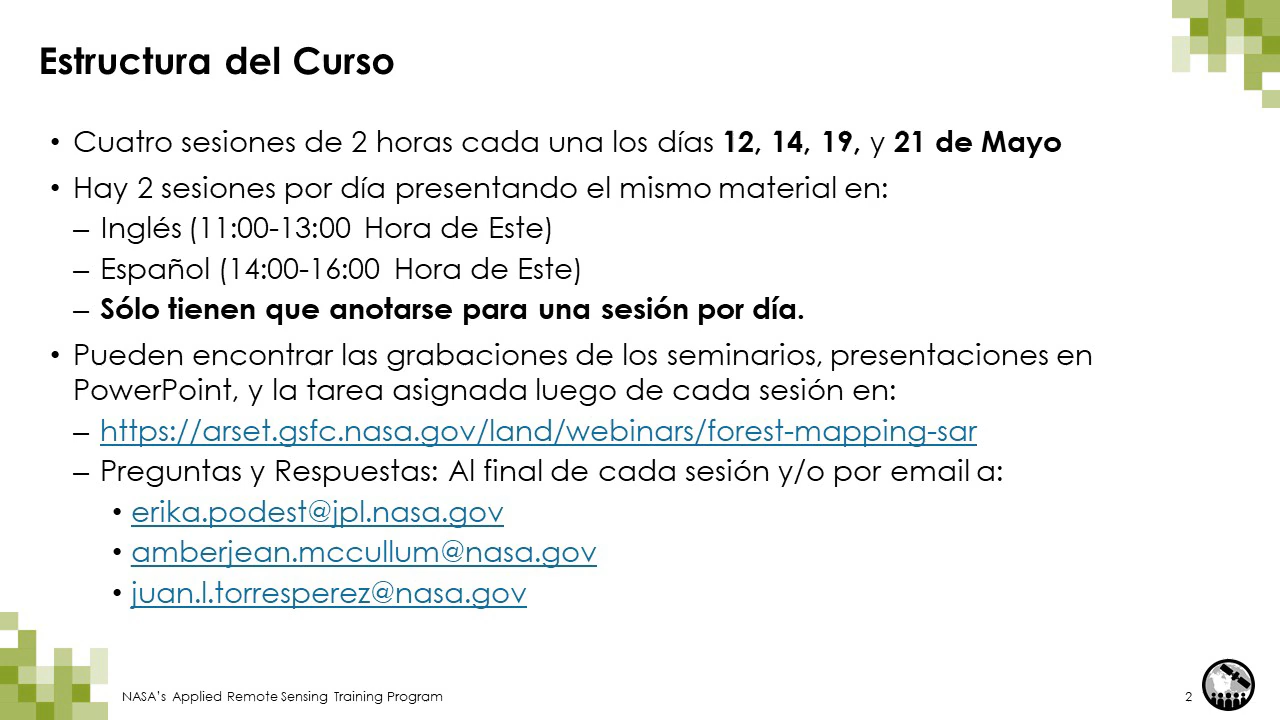 Estructura del Curso
• Cuatro sesiones de 2 horas cada una los días 12, 14, 19, y 21 de Mayo
• Hay 2 sesiones por día presentando el mismo material en:
– Inglés (11:00-13:00 Hora de Este)
– Español (14:00-16:00 Hora de Este)
– Sólo tienen que anotarse para una sesión por día.
• Pueden encontrar las grabaciones de los seminarios, presentaciones en
PowerPoint, y la tarea asignada luego de cada sesión en:
– https://arset.gsfc.nasa.gov/land/webinars/forest-mapping-sar
– Preguntas y Respuestas: Al final de cada sesión y/o por email a:
• erika.podest@jpl.nasa.gov
• amberjean.mccullum@nasa.gov
• juan.l.torresperez@nasa.gov
NASA's Applied Remote Sensing Training Program
2